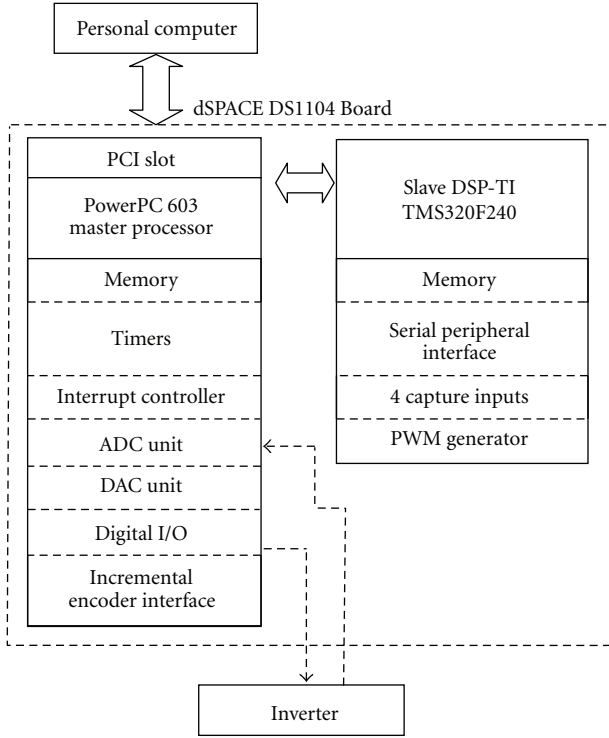 Personal computer
dSPACE DS1104 Board
PCI slot
PowerPC 603
master processor
Memory
Timers
Interrupt controller
ADC unit
DAC unit
Digital I/O
Incremental
encoder interface
Slave DSP-TI
TMS320F240
Memory
Serial peripheral
interface
4 capture inputs
PWM generator
Inverter